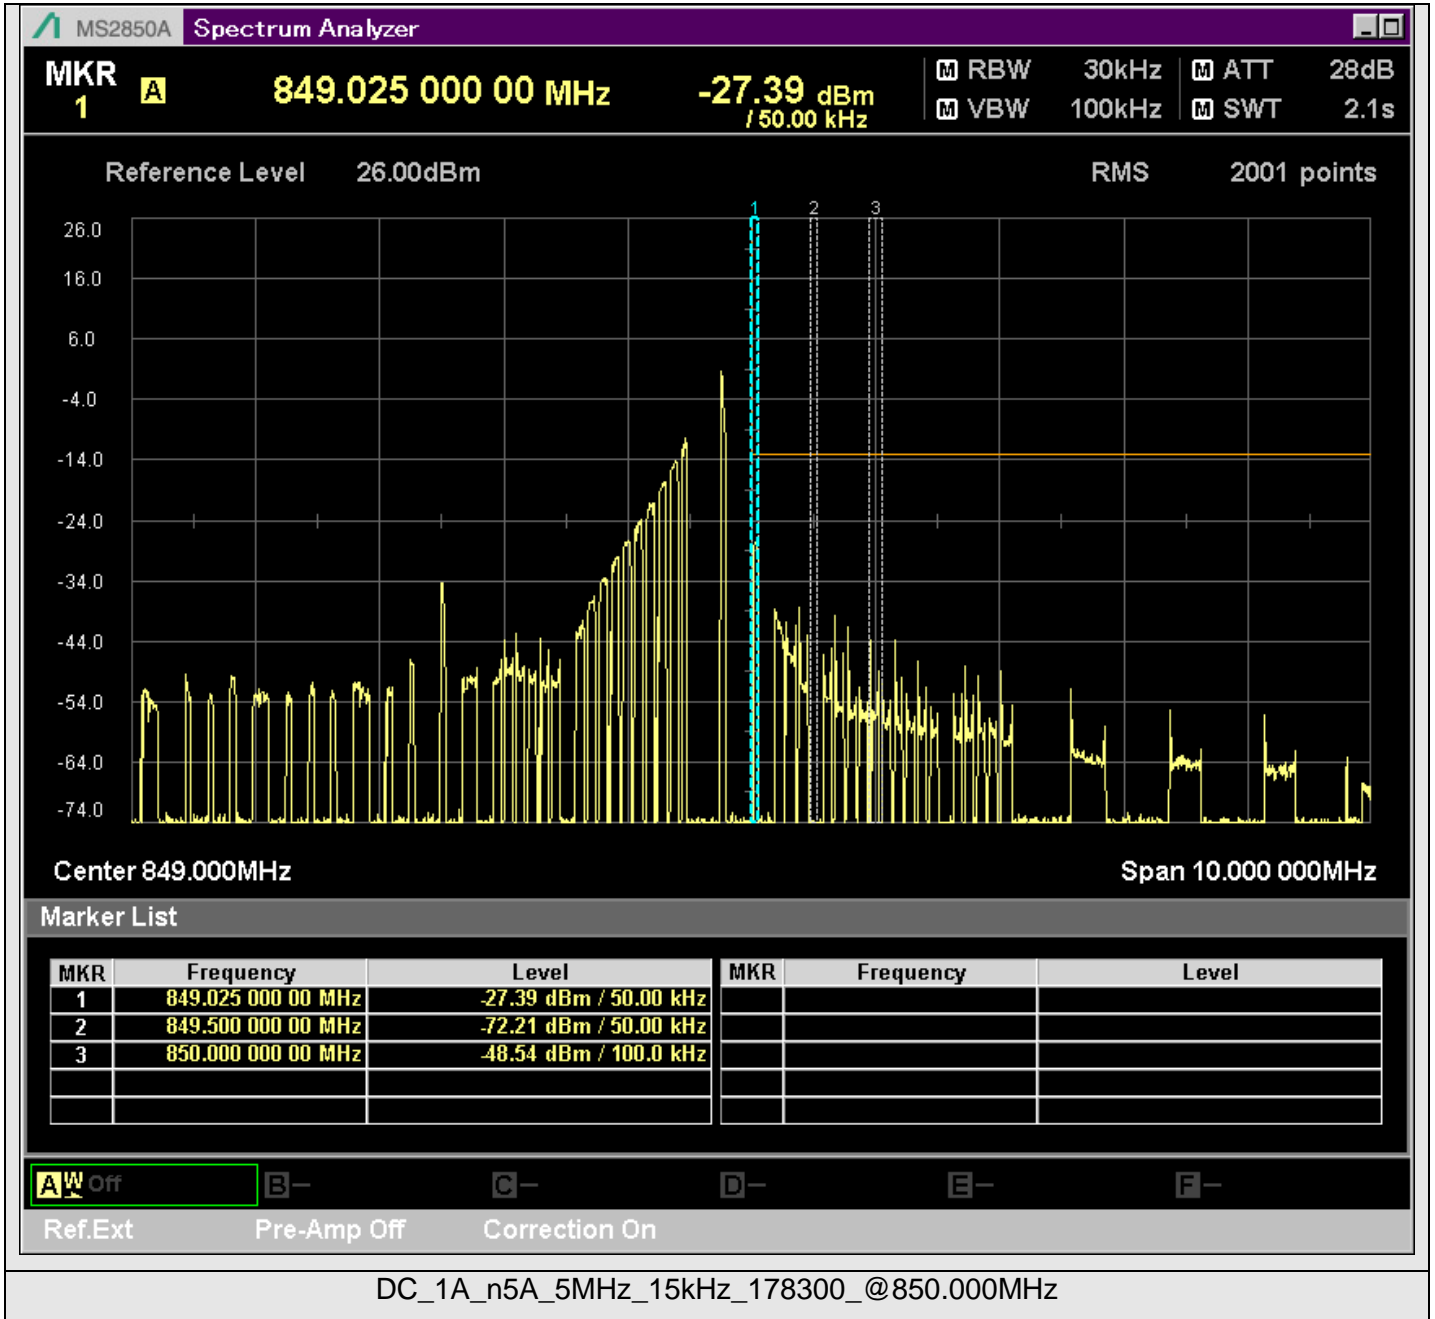 MS2850A Spectrum Analyzer
MKR 1 A 849.025 000 00 MHz -27.39 dBm / 50.00 kHz
M RBW 30kHz M ATT 28dB
M VBW 100kHz M SWT 2.1s
Reference Level 26.00dBm RMS 2001 points
1 2 3
26.0
16.0
6.0
-4.0
-14.0
-24.0
-34.0
-44.0
-54.0
-64.0
-74.0
Center 849.000MHz Span 10.000 000MHz
Marker List
MKR Frequency Level MKR Frequency Level
1 849.025 000 00 MHz -27.39 dBm / 50.00 kHz
2 849.500 000 00 MHz -72.21 dBm / 50.00 kHz
3 850.000 000 00 MHz -48.54 dBm / 100.0 kHz
A W Off B – C – D – E – F –
Ref.Ext Pre-Amp Off Correction On
DC_1A_n5A_5MHz_15kHz_178300_@850.000MHz